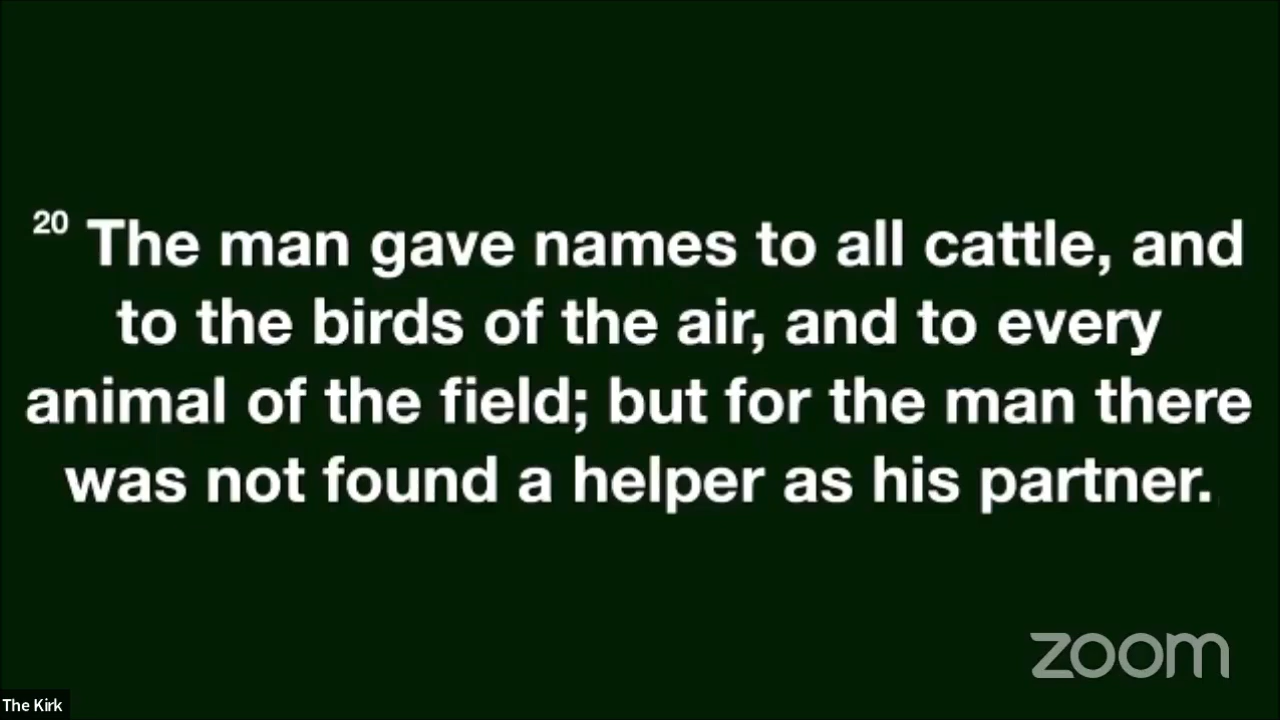 20 The man gave names to all cattle, and
to the birds of the air, and to every
animal of the field; but for the man there
was not found a helper as his partner.
zoom
The Kirk